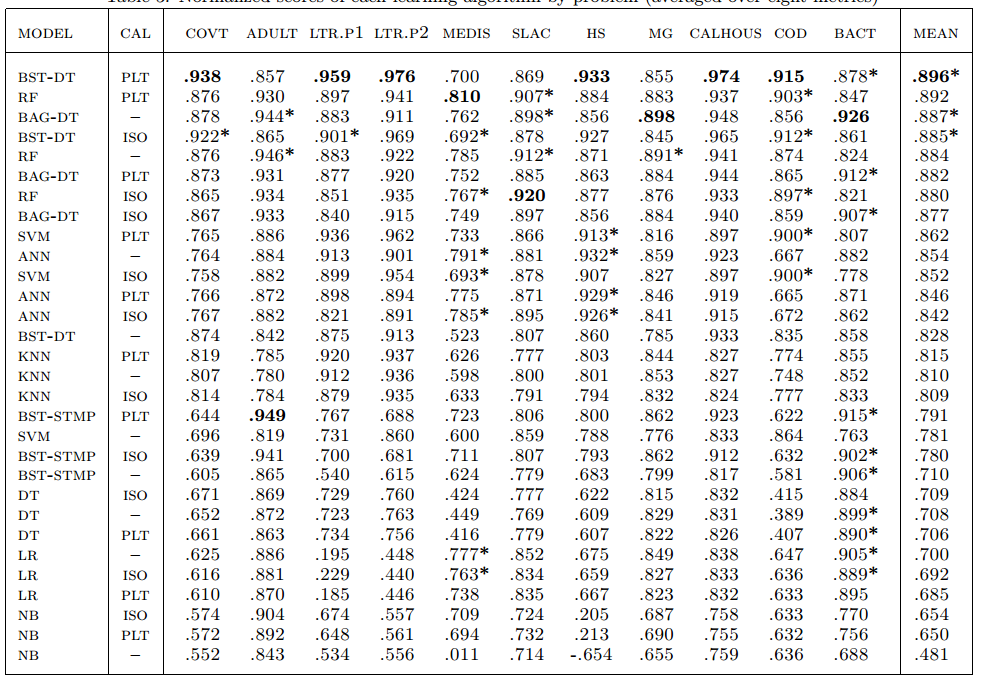 Table 3. Normalized scores of each learning algorithm by problem (averaged over eight metrics)
MODEL CAL COVT ADULT LTR.P1 LTR.P2 MEDIS SLAC HS MG CALHOUS COD BACT MEAN
BST-DT PLT .938 .857 .959 .976 .700 .869 .933 .855 .974 .915 .878* .896*
RF PLT .876 .930 .897 .941 .810 .907* .884 .883 .937 .903* .847 .892
BAG-DT – .878 .944* .883 .911 .762 .898* .856 .898 .948 .856 .926 .887*
BST-DT ISO .922* .865 .901* .969 .692* .878 .927 .845 .965 .912* .861 .885*
RF – .876 .946* .883 .922 .785 .912* .871 .891* .941 .874 .824 .884
BAG-DT PLT .873 .931 .877 .920 .752 .885 .863 .884 .944 .865 .912* .882
RF ISO .865 .934 .851 .935 .767* .920 .877 .876 .933 .897* .821 .880
BAG-DT ISO .867 .933 .840 .915 .749 .897 .856 .884 .940 .859 .907* .877
SVM PLT .765 .886 .936 .962 .733 .866 .913* .816 .897 .900* .807 .862
ANN – .764 .884 .913 .901 .791* .881 .932* .859 .923 .667 .882 .854
SVM ISO .758 .882 .899 .954 .693* .878 .907 .827 .897 .900* .778 .852
ANN PLT .766 .872 .898 .894 .775 .871 .929* .846 .919 .665 .871 .846
ANN ISO .767 .882 .821 .891 .785* .895 .926* .841 .915 .672 .862 .842
BST-DT – .874 .842 .875 .913 .523 .807 .860 .785 .933 .835 .858 .828
KNN PLT .819 .785 .920 .937 .626 .777 .803 .844 .827 .774 .855 .815
KNN – .807 .780 .912 .936 .598 .800 .801 .853 .827 .748 .852 .810
KNN ISO .814 .784 .879 .935 .633 .791 .794 .832 .824 .777 .833 .809
BST-STMP PLT .644 .949 .767 .688 .723 .806 .800 .862 .923 .622 .915* .791
SVM – .696 .819 .731 .860 .600 .859 .788 .776 .833 .864 .763 .781
BST-STMP ISO .639 .941 .700 .681 .711 .807 .793 .862 .912 .632 .902* .780
BST-STMP – .605 .865 .540 .615 .624 .779 .683 .799 .817 .581 .906* .710
DT ISO .671 .869 .729 .760 .424 .777 .622 .815 .832 .415 .884 .709
DT – .652 .872 .723 .763 .449 .769 .609 .829 .831 .389 .899* .708
DT PLT .661 .863 .734 .756 .416 .779 .607 .822 .826 .407 .890* .706
LR – .625 .886 .195 .448 .777* .852 .675 .849 .838 .647 .905* .700
LR ISO .616 .881 .229 .440 .763* .834 .659 .827 .833 .636 .889* .692
LR PLT .610 .870 .185 .446 .738 .835 .667 .823 .832 .633 .895 .685
NB ISO .574 .904 .674 .557 .709 .724 .205 .687 .758 .633 .770 .654
NB PLT .572 .892 .648 .561 .694 .732 .213 .690 .755 .632 .756 .650
NB – .552 .843 .534 .556 .011 .714 -.654 .655 .759 .636 .688 .481